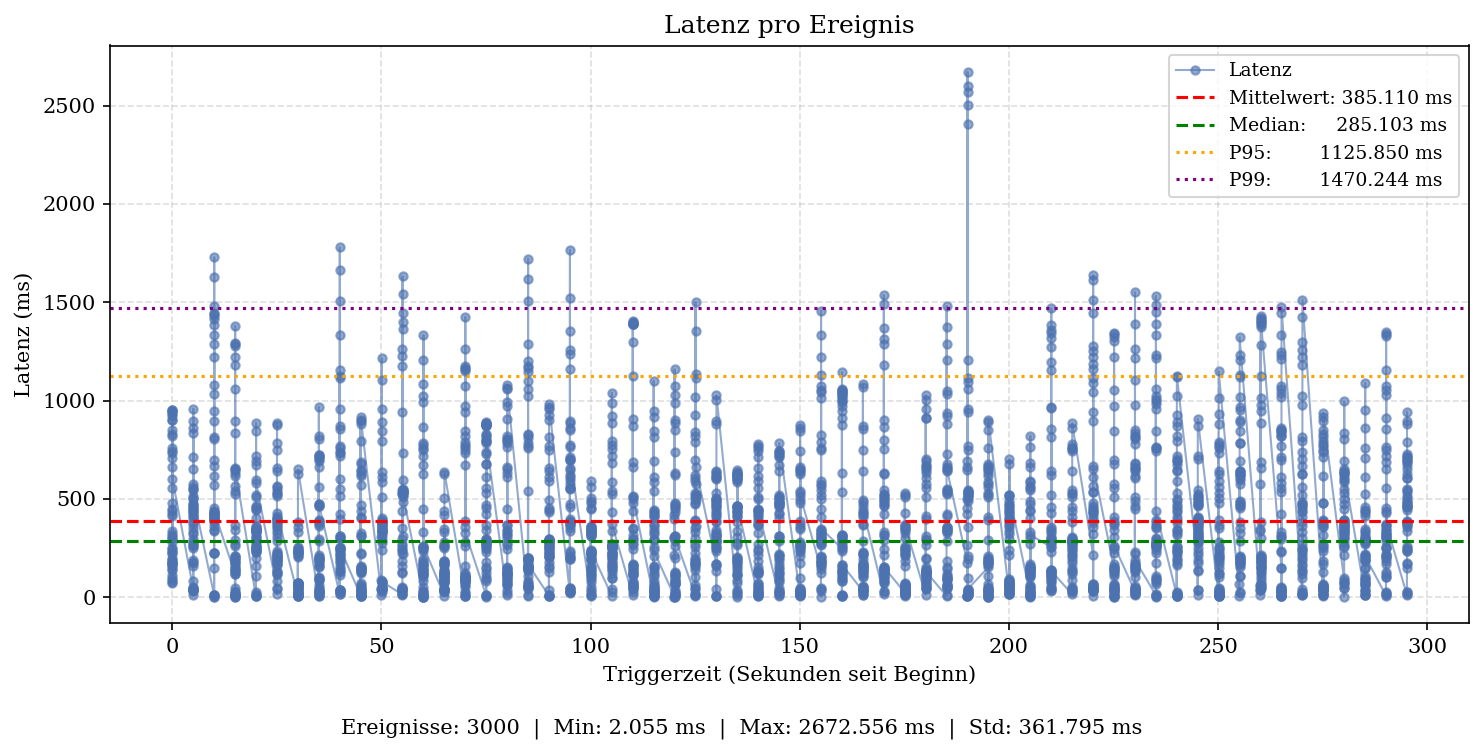 Latenz pro Ereignis
Latenz (ms)
2500
2000
1500
1000
500
0
Latenz
Mittelwert: 385.110 ms
Median: 285.103 ms
P95: 1125.850 ms
P99: 1470.244 ms
0 50 100 150 200 250 300
Triggerzeit (Sekunden seit Beginn)
Ereignisse: 3000 | Min: 2.055 ms | Max: 2672.556 ms | Std: 361.795 ms